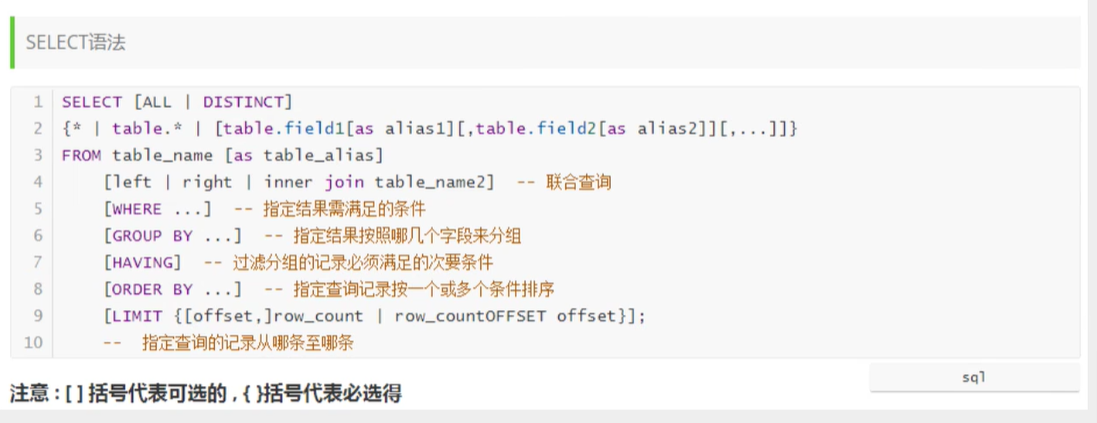 SELECT语法
1 SELECT [ALL | DISTINCT]
2 {* | table.* | [table.field1[as alias1][,table.field2[as alias2]][,...]]}
3 FROM table_name [as table_alias]
4 [left | right | inner join table_name2] -- 联合查询
5 [WHERE ...] -- 指定结果需满足的条件
6 [GROUP BY ...] -- 指定结果按照哪几个字段来分组
7 [HAVING] -- 过滤分组的记录必须满足的次要条件
8 [ORDER BY ...] -- 指定查询记录按一个或多个条件排序
9 [LIMIT {[offset,]row_count | row_countOFFSET offset}];
10 -- 指定查询的记录从哪条至哪条
sql
注意 : [ ] 括号代表可选的 , { }括号代表必选得